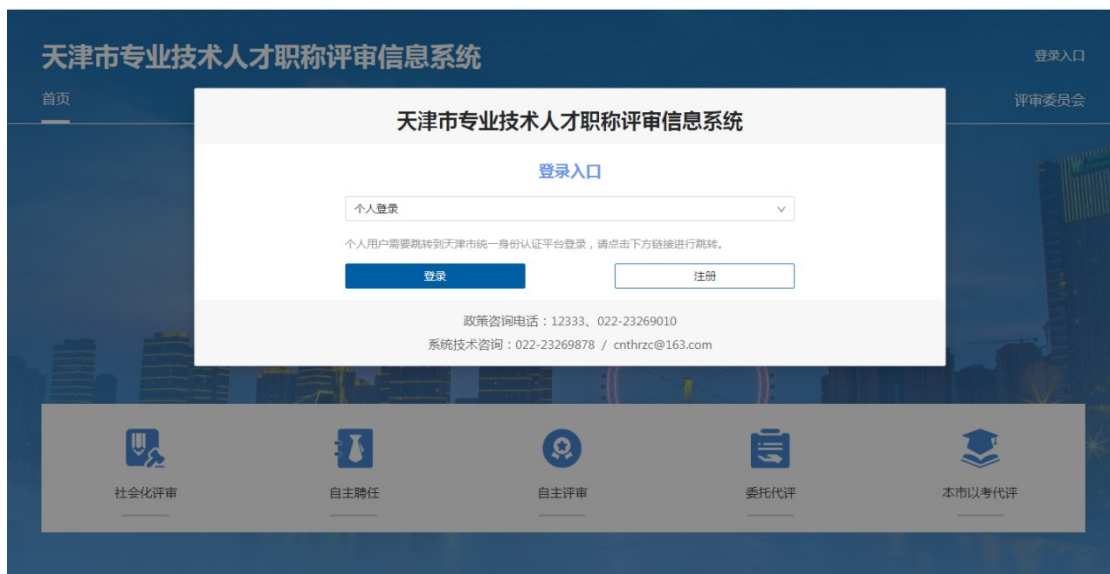 天津市专业技术人才职称评审信息系统
登录入口
首页
评审委员会
天津市专业技术人才职称评审信息系统
登录入口
个人登录
个人用户需要跳转到天津市统一身份认证平台登录，请点击下方链接进行跳转。
登录
注册
政策咨询电话：12333、022-23269010
系统技术咨询：022-23269878 / cnthrzc@163.com
社会化评审
自主聘任
自主评审
委托代评
本市以考代评